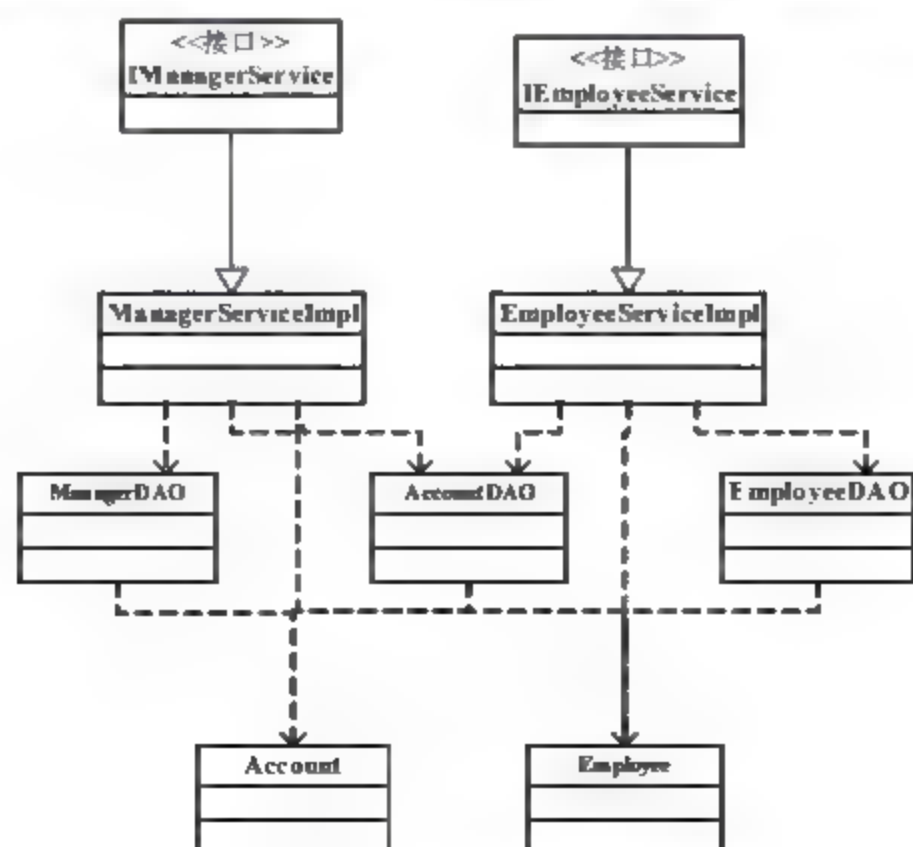 <<接口>>
IManagerService
<<接口>>
IEmployeeService
ManagerServiceImpl
EmployeeServiceImpl
ManagerDAO
AccountDAO
EmployeeDAO
Account
Employee